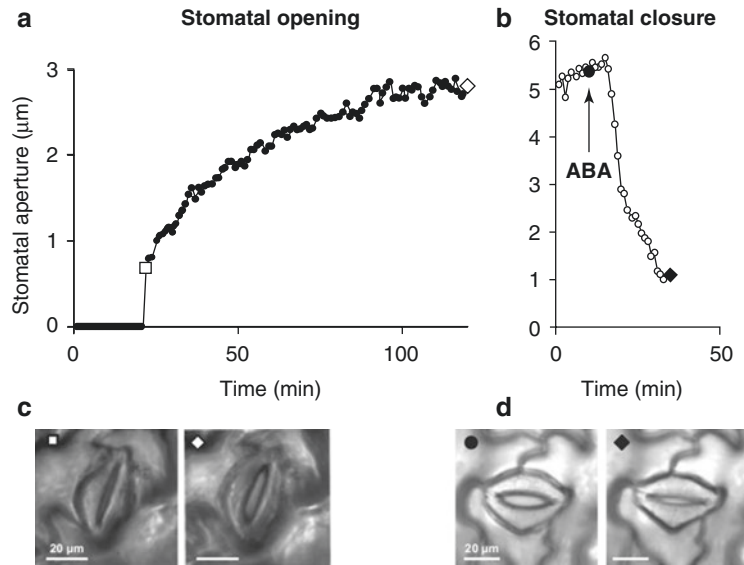 a
Stomatal opening
Stomatal aperture (µm)
3
2
1
0
0
50
100
Time (min)
b
Stomatal closure
6
5
4
3
2
1
0
ABA
0
50
Time (min)
c
20 µm
d
20 µm